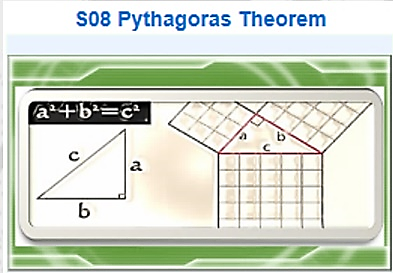 S08 Pythagoras Theorem
a²+b²=c².
a
b
c
c
a
b